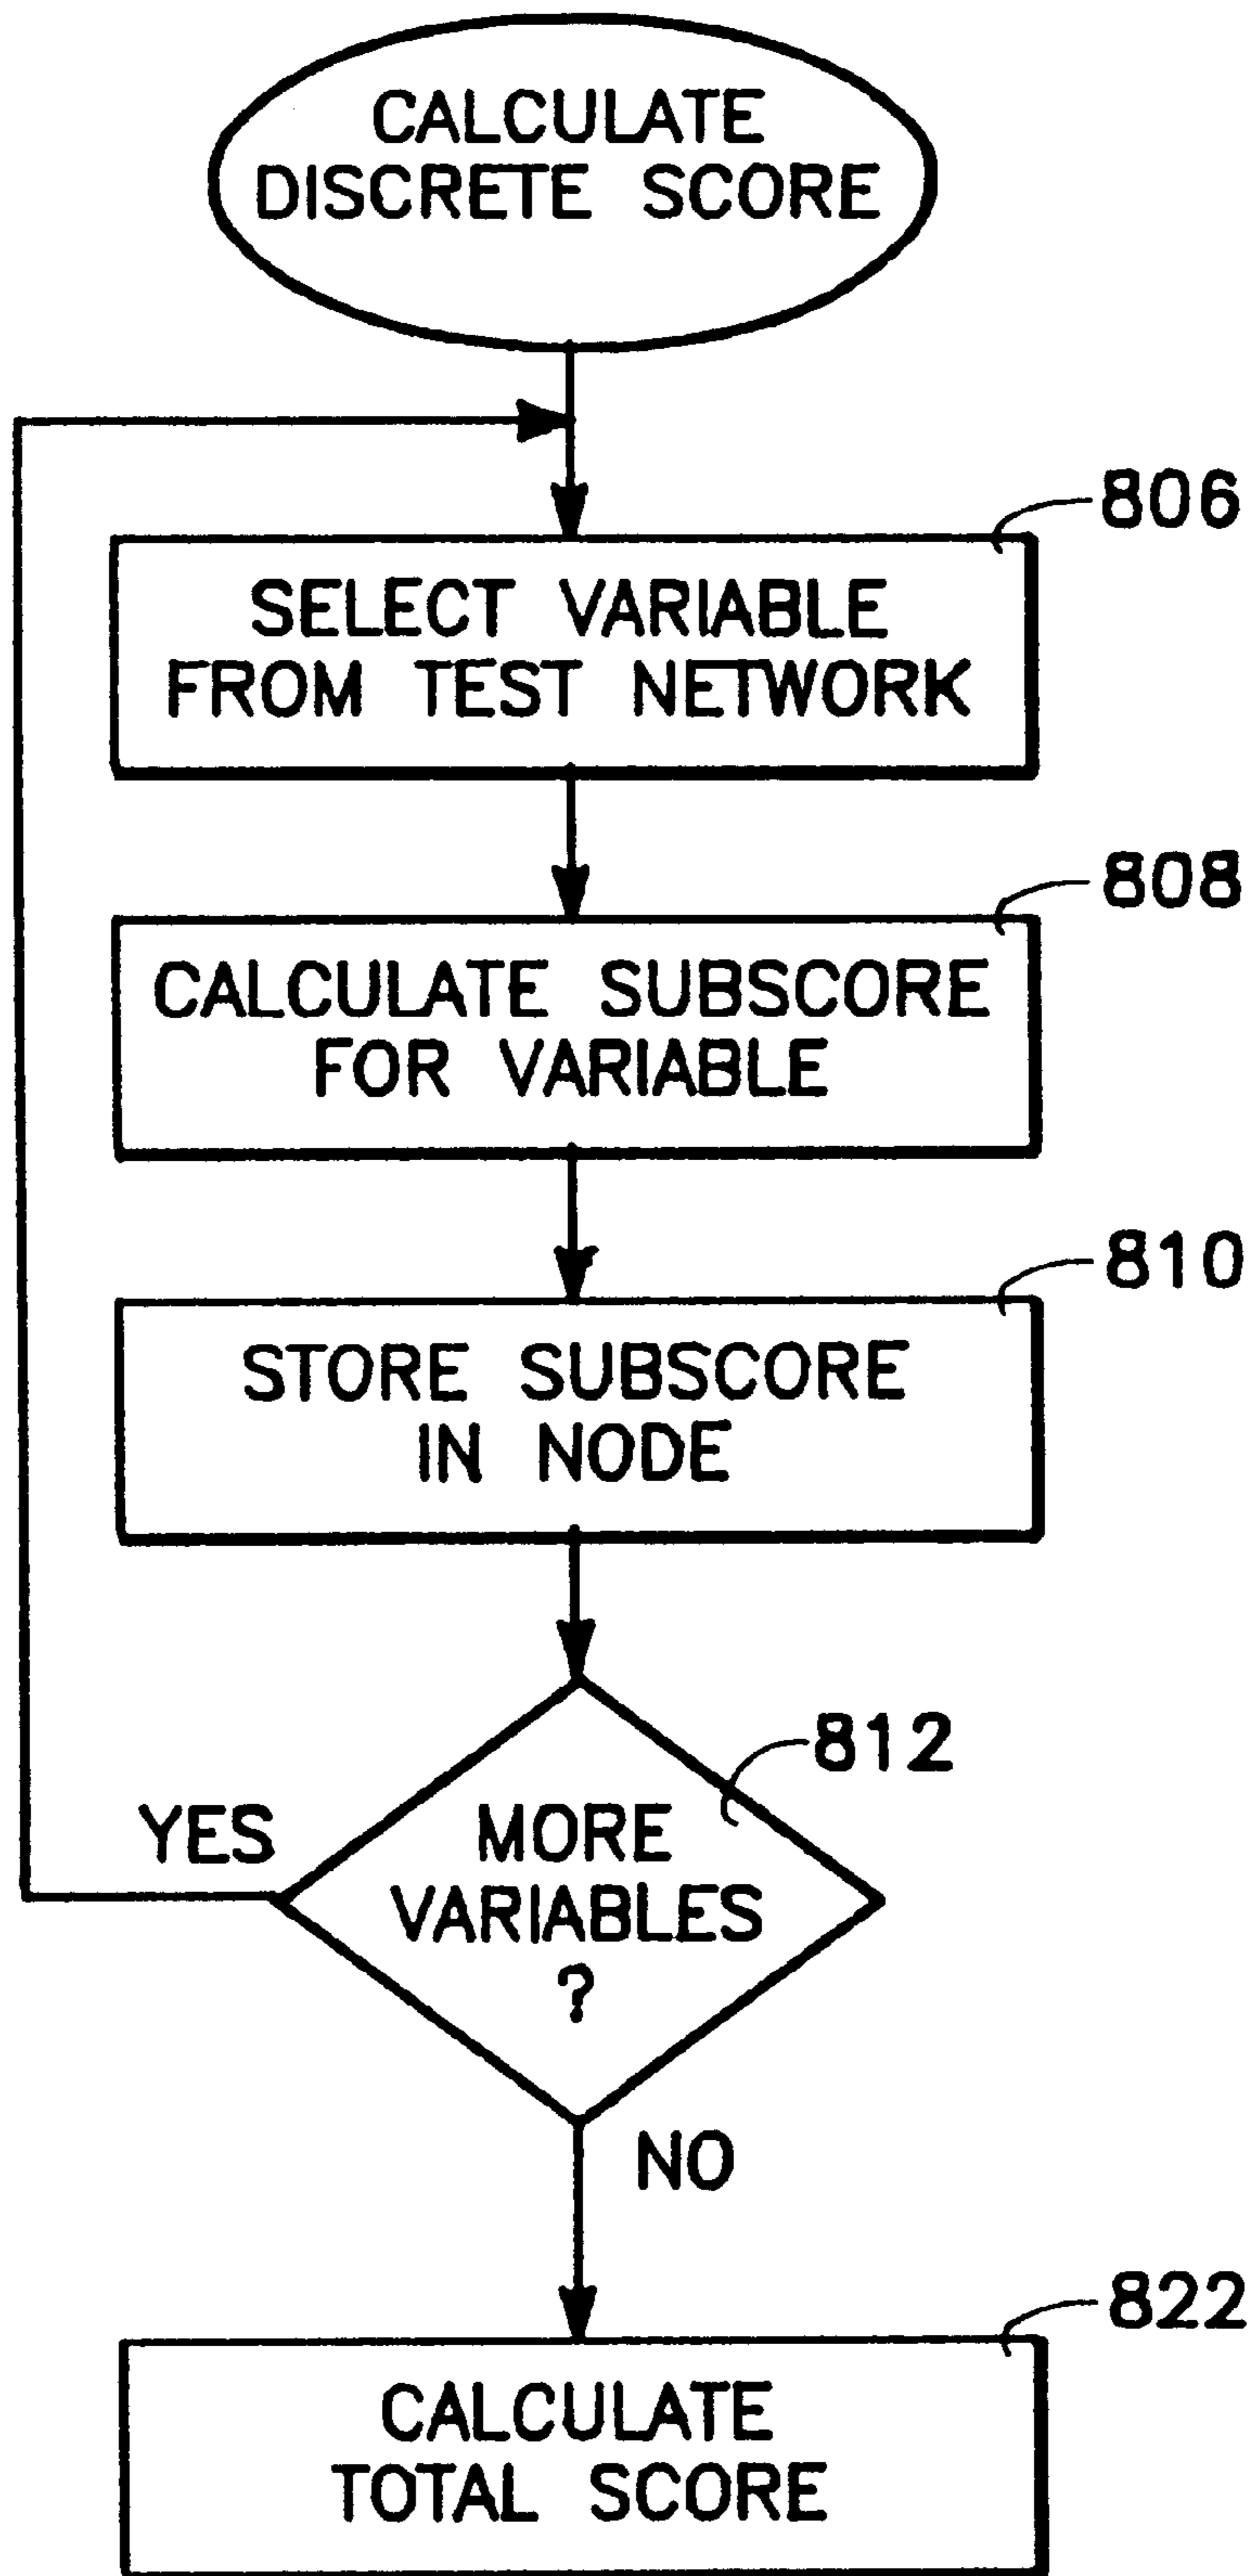 CALCULATE
DISCRETE SCORE
806
SELECT VARIABLE
FROM TEST NETWORK
808
CALCULATE SUBSCORE
FOR VARIABLE
810
STORE SUBSCORE
IN NODE
812
YES
MORE
VARIABLES
?
NO
822
CALCULATE
TOTAL SCORE